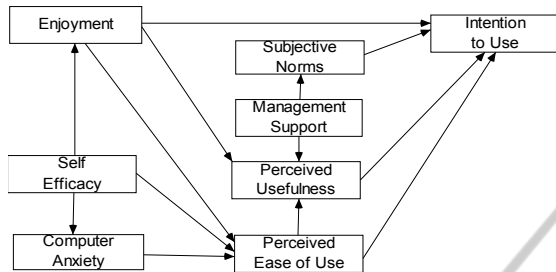 Enjoyment
Intention
to Use
Subjective
Norms
Management
Support
Self
Efficacy
Perceived
Usefulness
Computer
Anxiety
Perceived
Ease of Use